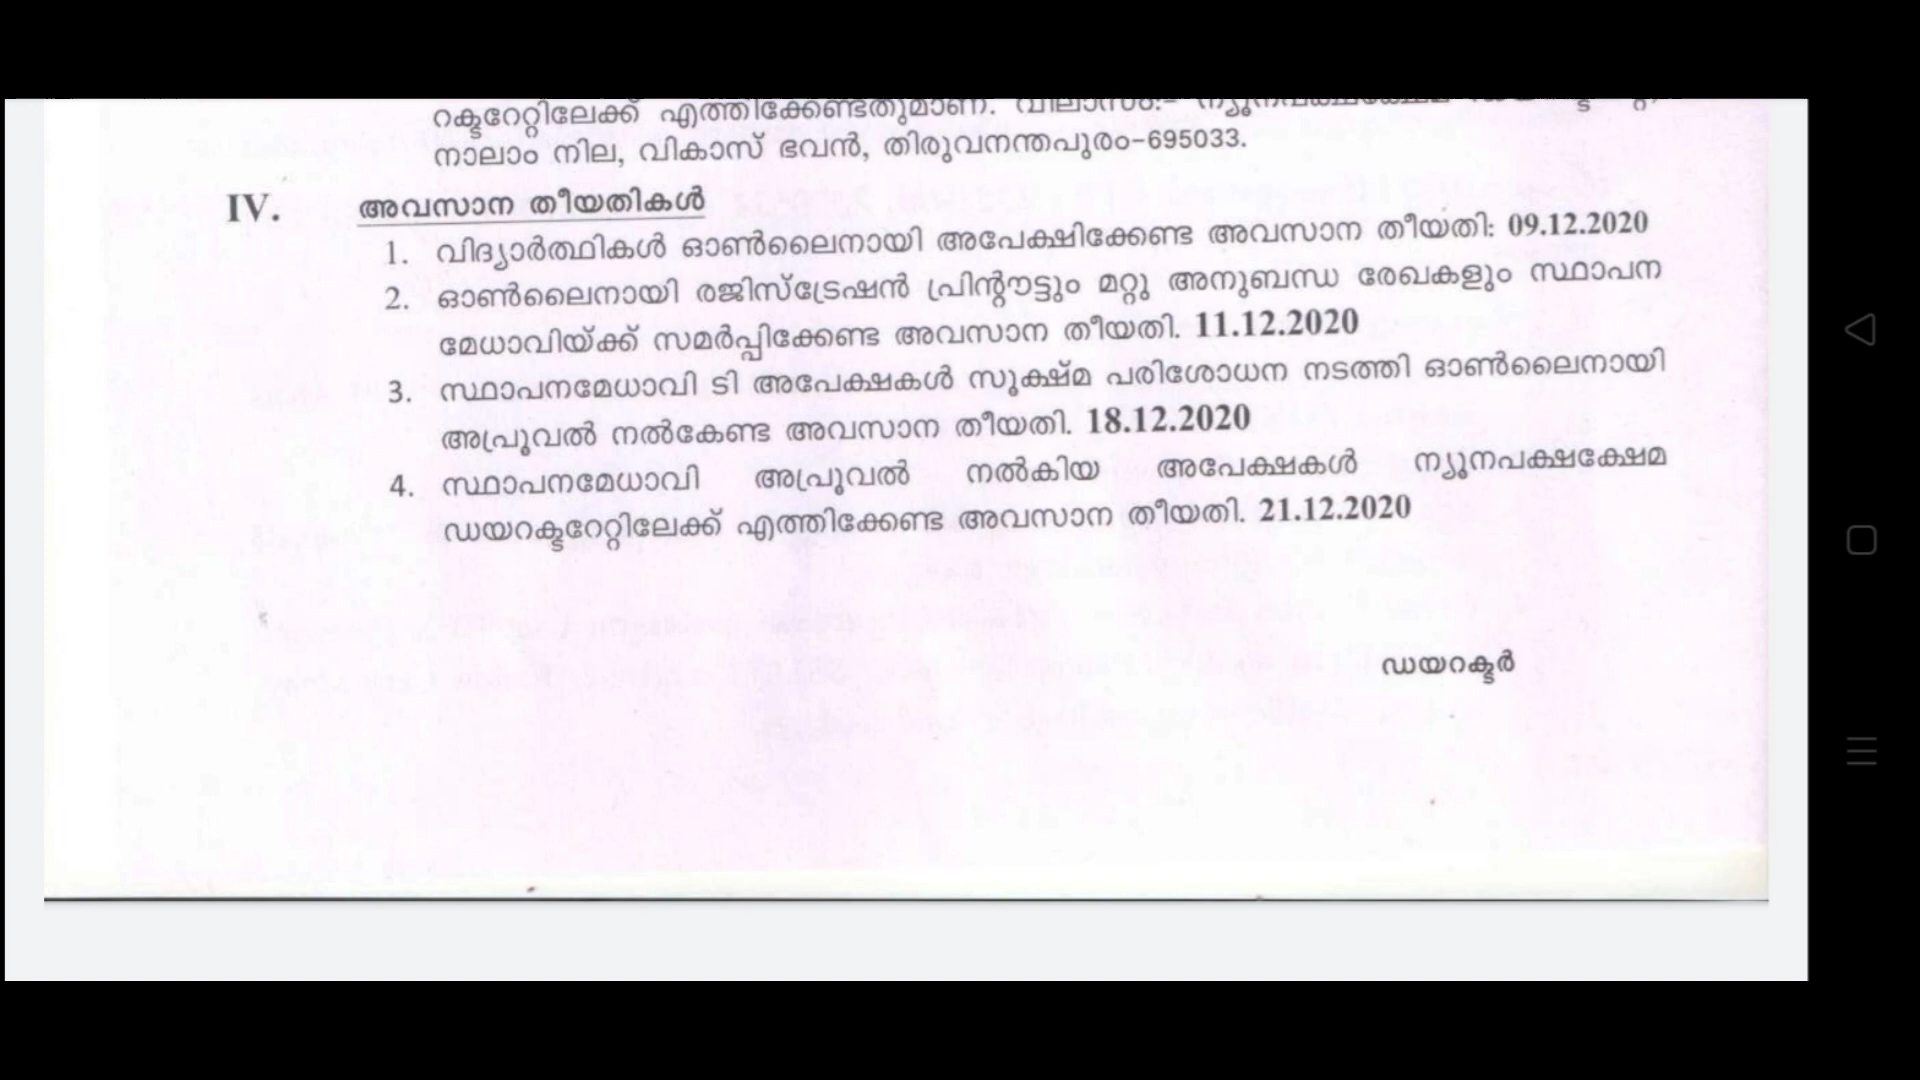 റക്ടറേറ്റിലേക്ക് എത്തിക്കേണ്ടതുമാണ്. വിലാസം:-
നാലാം നില, വികാസ് ഭവൻ, തിരുവനന്തപുരം-695033.
IV. അവസാന തീയതികൾ
1. വിദ്യാർത്ഥികൾ ഓൺലൈനായി അപേക്ഷിക്കേണ്ട അവസാന തീയതി: 09.12.2020
2. ഓൺലൈനായി രജിസ്ട്രേഷൻ പ്രിന്റൗട്ടും മറ്റു അനുബന്ധ രേഖകളും സ്ഥാപന
മേധാവിയ്ക്ക് സമർപ്പിക്കേണ്ട അവസാന തീയതി. 11.12.2020
3. സ്ഥാപനമേധാവി ടി അപേക്ഷകൾ സൂക്ഷ്മ പരിശോധന നടത്തി ഓൺലൈനായി
അപ്രൂവൽ നൽകേണ്ട അവസാന തീയതി. 18.12.2020
4. സ്ഥാപനമേധാവി അപ്രൂവൽ നൽകിയ അപേക്ഷകൾ ന്യൂനപക്ഷക്ഷേമ
ഡയറക്ടറേറ്റിലേക്ക് എത്തിക്കേണ്ട അവസാന തീയതി. 21.12.2020
ഡയറക്ടർ